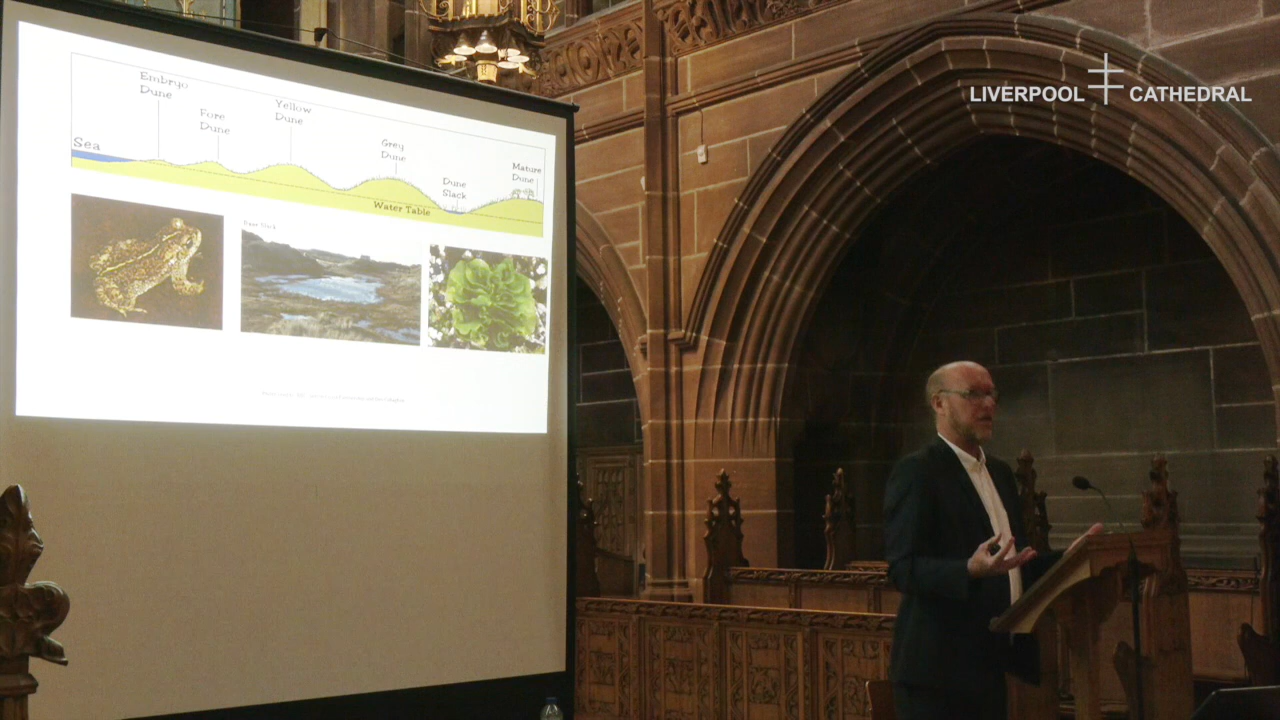 LIVERPOOL CATHEDRAL
Embryo
Dune
Fore
Dune
Yellow
Dune
Grey
Dune
Dune
Slack
Mature
Dune
Sea
Water Table